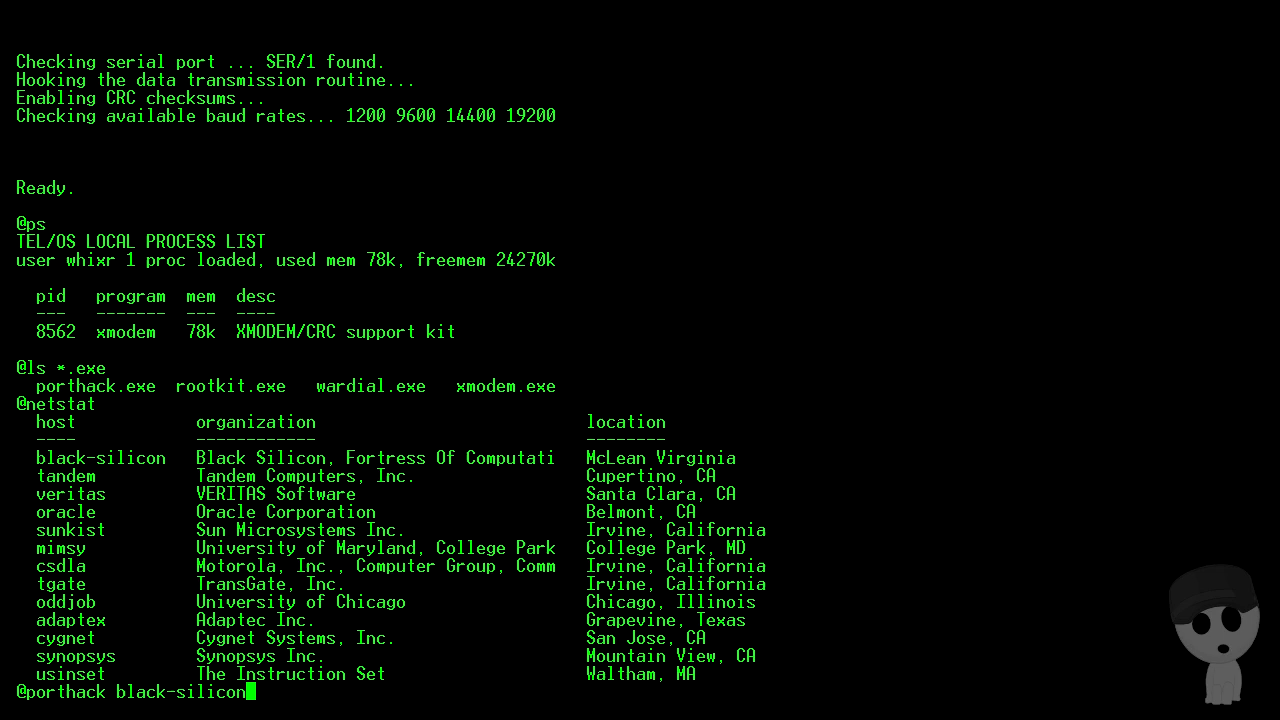 Checking serial port ... SER/1 found.
Hooking the data transmission routine...
Enabling CRC checksums...
Checking available baud rates... 1200 9600 14400 19200
Ready.
@ps
TEL/OS LOCAL PROCESS LIST
user whixr 1 proc loaded, used mem 78k, freemem 24270k
pid   program  mem  desc
---   -------  ---  ----
8562  xmodem   78k  XMODEM/CRC support kit
@ls *.exe
porthack.exe  rootkit.exe   wardial.exe   xmodem.exe
@netstat
host            organization                           location
----            ------------                           --------
black-silicon   Black Silicon, Fortress Of Computati   McLean Virginia
tandem          Tandem Computers, Inc.                 Cupertino, CA
veritas         VERITAS Software                       Santa Clara, CA
oracle          Oracle Corporation                     Belmont, CA
sunkist         Sun Microsystems Inc.                  Irvine, California
mimsy           University of Maryland, College Park   College Park, MD
csdla           Motorola, Inc., Computer Group, Comm   Irvine, California
tgate           TransGate, Inc.                        Irvine, California
oddjob          University of Chicago                  Chicago, Illinois
adaptex         Adaptec Inc.                           Grapevine, Texas
cygnet          Cygnet Systems, Inc.                   San Jose, CA
synopsys        Synopsys Inc.                          Mountain View, CA
usinset         The Instruction Set                    Waltham, MA
@porthack black-silicon